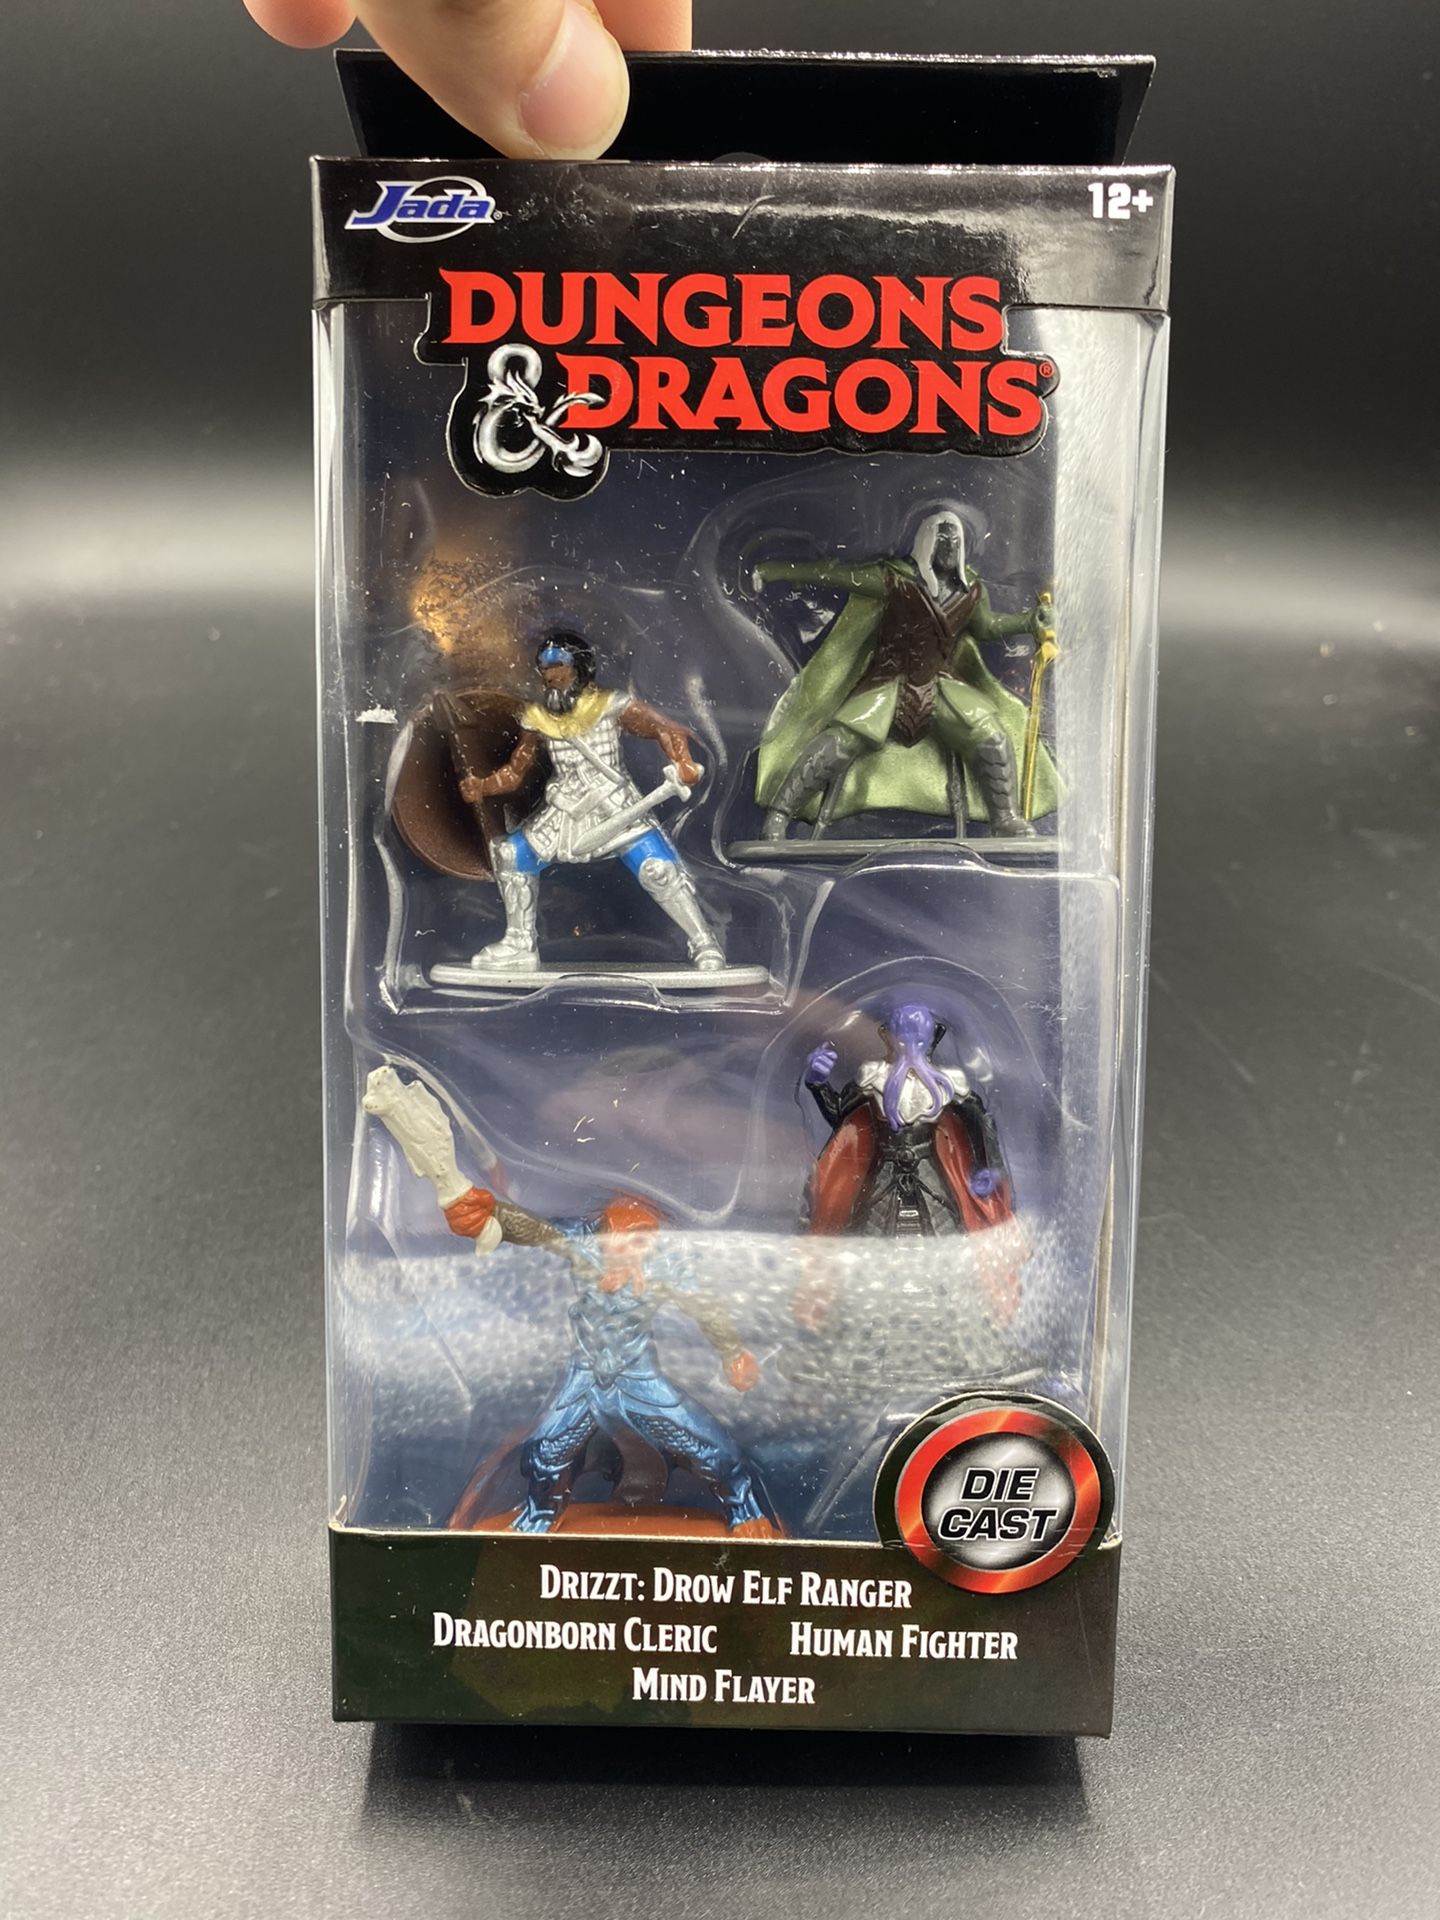 Jada®
12+
DUNGEONS
& DRAGONS®
DIE
CAST
DRIZZT: DROW ELF RANGER
DRAGONBORN CLERIC HUMAN FIGHTER
MIND FLAYER